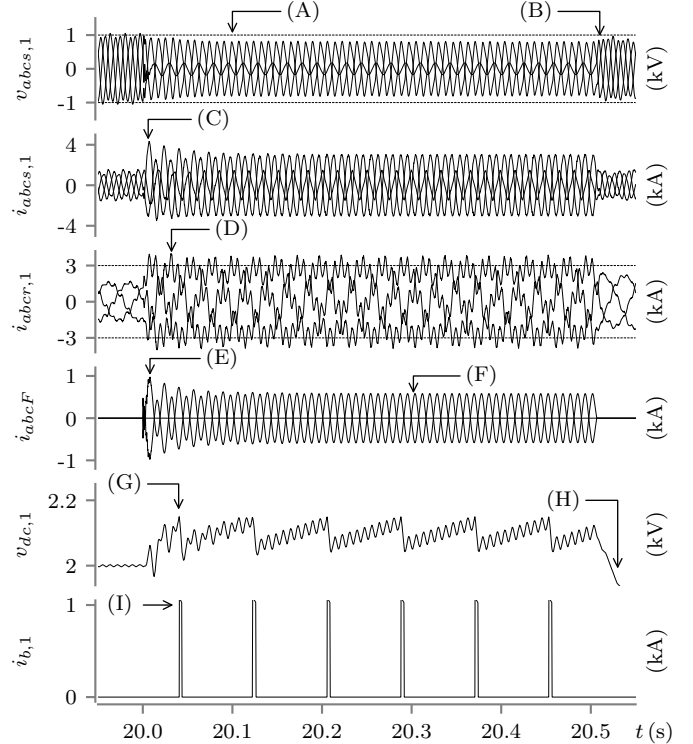 (A)
(B)
1
0
-1
v_{abcs,1}
(kV)
(C)
4
0
-4
i_{abcs,1}
(kA)
(D)
3
0
-3
i_{abcr,1}
(kA)
(E)
(F)
1
0
-1
i_{abcF}
(kA)
(G)
(H)
2.2
2
v_{dc,1}
(kV)
(I)
1
0
i_{b,1}
(kA)
20.0 20.1 20.2 20.3 20.4 20.5 t (s)